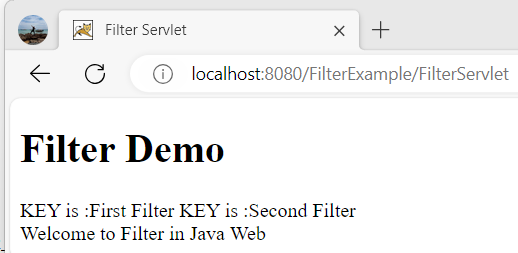 Filter Servlet
localhost:8080/FilterExample/FilterServlet
Filter Demo
KEY is :First Filter KEY is :Second Filter
Welcome to Filter in Java Web